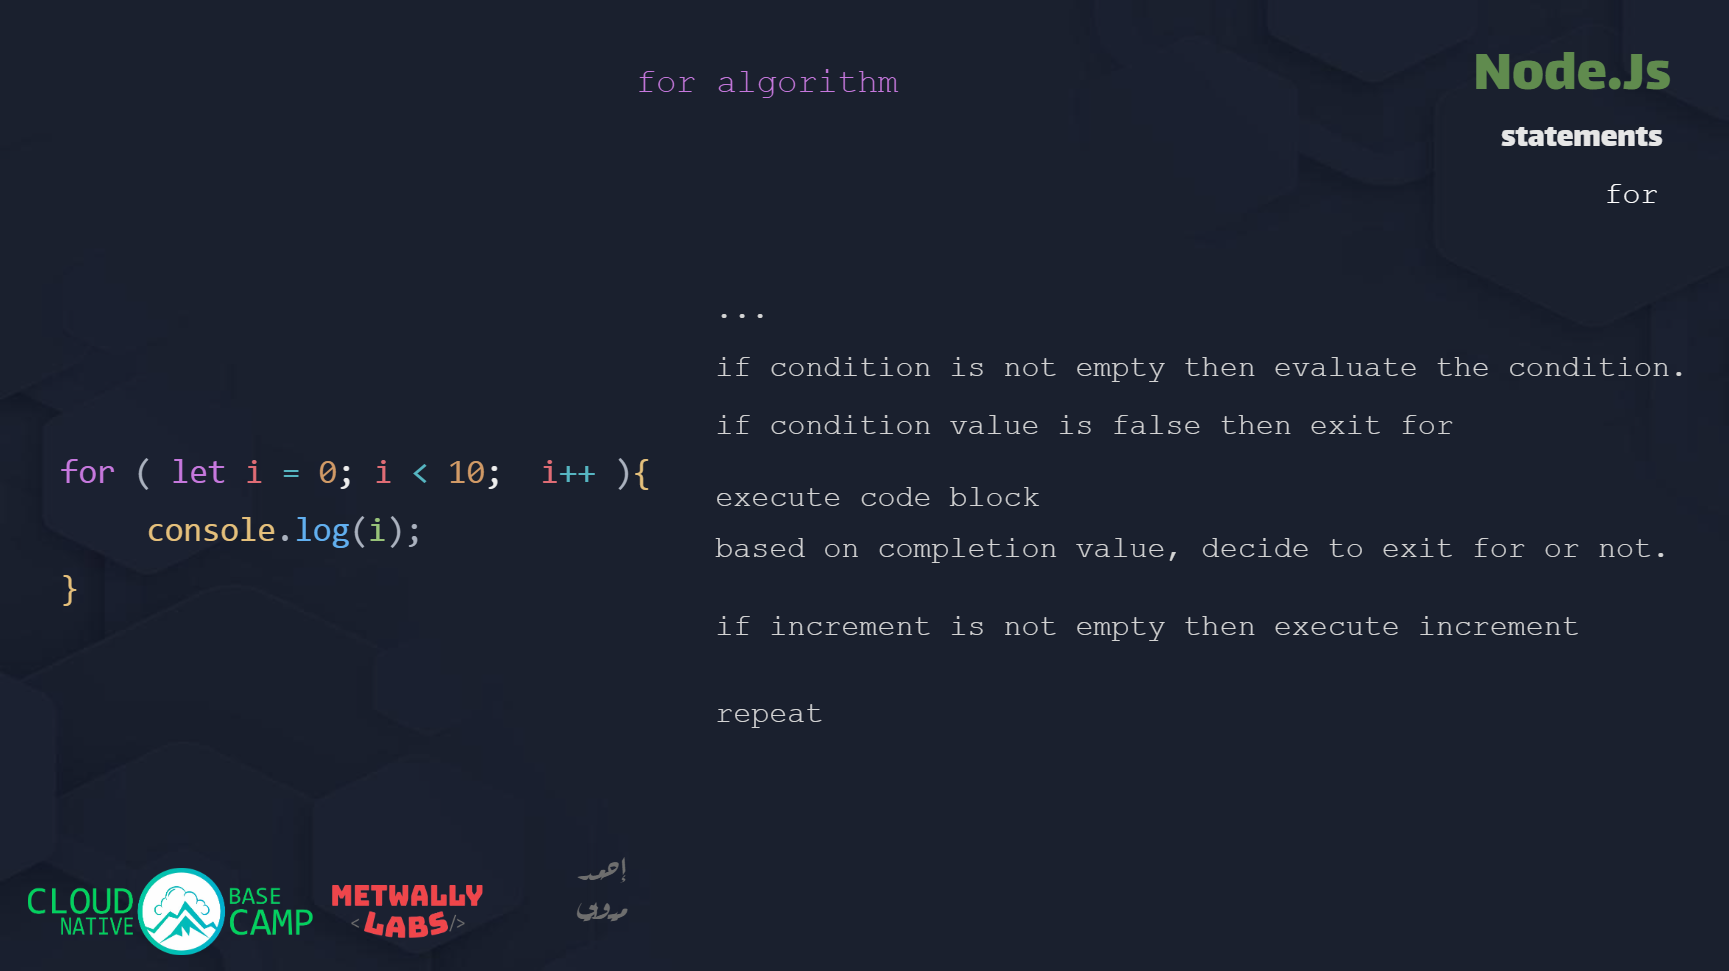 for algorithm
Node.Js
statements
for
...
if condition is not empty then evaluate the condition.
if condition value is false then exit for
for ( let i = 0; i < 10;  i++ ){
console.log(i);
}
execute code block
based on completion value, decide to exit for or not.
if increment is not empty then execute increment
repeat
CLOUD NATIVE
BASE CAMP
METWALLY
<LABS/>